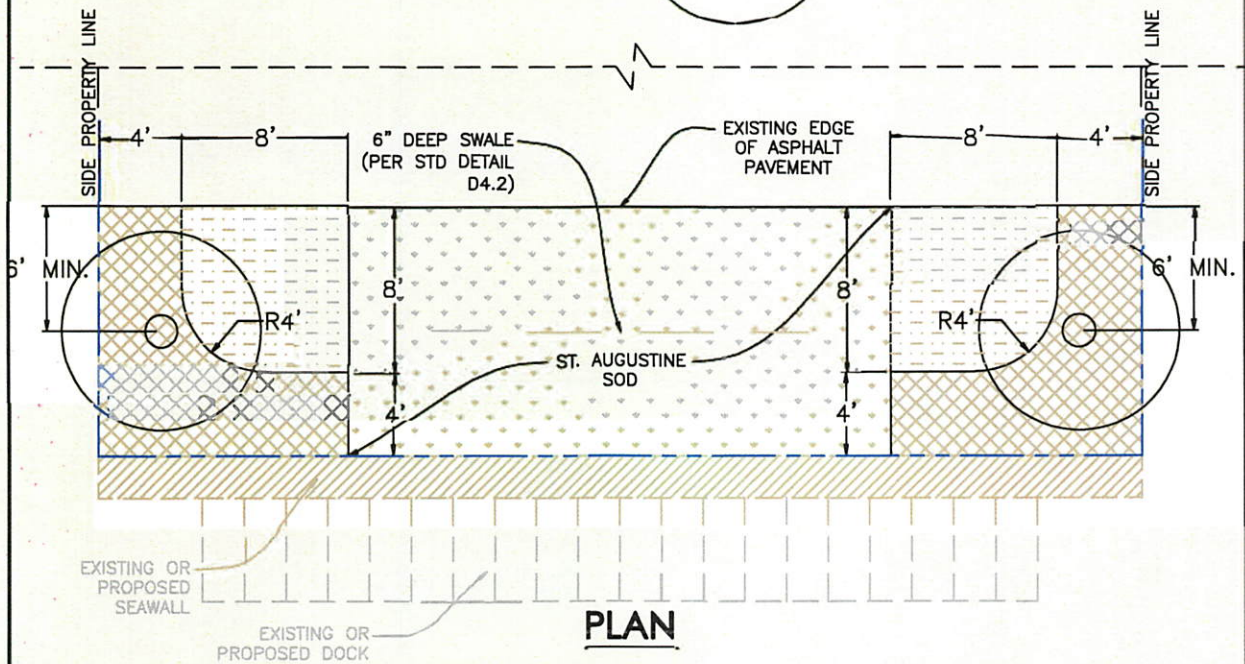 SIDE PROPERTY LINE
SIDE PROPERTY LINE
4'
8'
6" DEEP SWALE
(PER STD DETAIL
D4.2)
EXISTING EDGE
OF ASPHALT
PAVEMENT
8'
4'
6' MIN.
8'
8'
6' MIN.
R4'
R4'
ST. AUGUSTINE
SOD
4'
4'
EXISTING OR
PROPOSED
SEAWALL
EXISTING OR
PROPOSED DOCK
PLAN